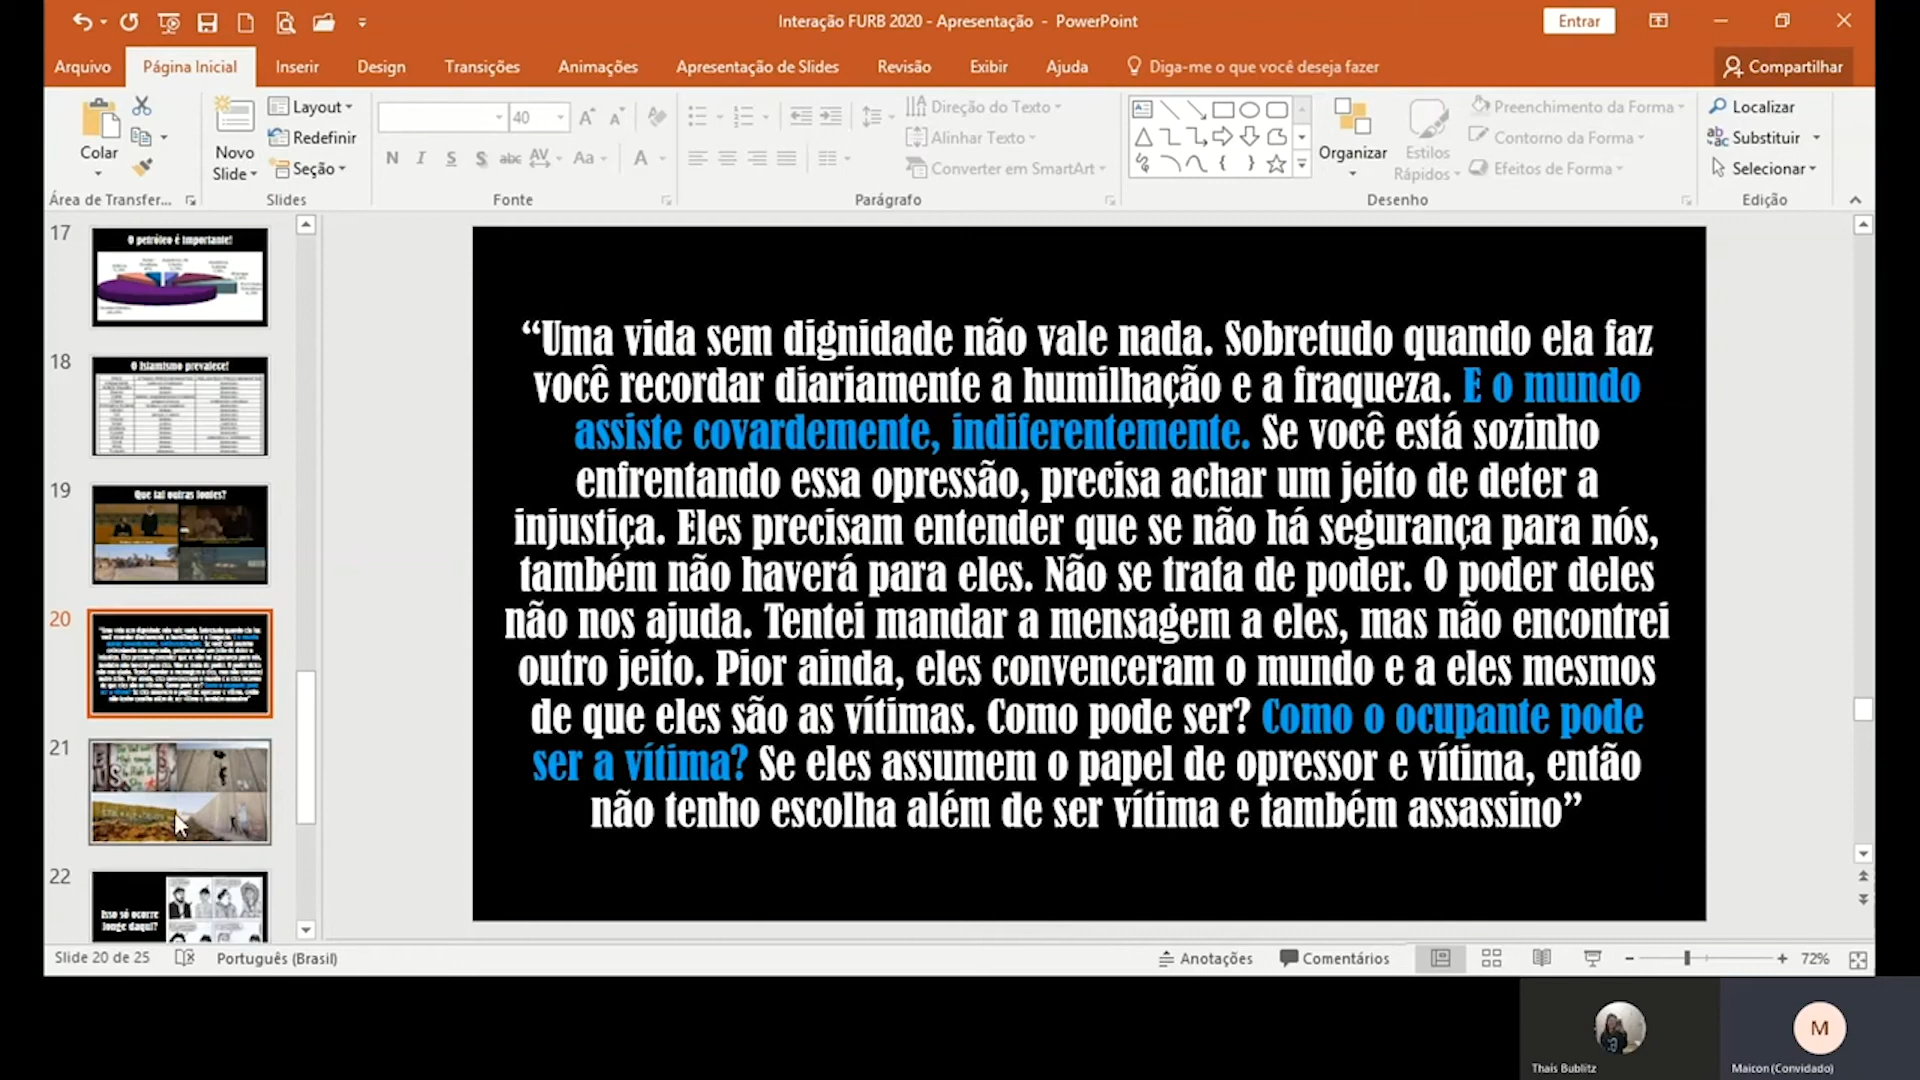 Interação FURB 2020 - Apresentação - PowerPoint
Entrar
Arquivo
Página Inicial
Inserir
Design
Transições
Animações
Apresentação de Slides
Revisão
Exibir
Ajuda
Diga-me o que você deseja fazer
Compartilhar
Colar
Área de Transfer...
Novo
Slide
Layout
Redefinir
Seção
Slides
40
N I S S abc AV Aa A
Fonte
Direção do Texto
Alinhar Texto
Converter em SmartArt
Parágrafo
Organizar
Estilos
Rápidos
Preenchimento da Forma
Contorno da Forma
Efeitos de Forma
Desenho
Localizar
Substituir
Selecionar
Edição
17
O petróleo é importante!
18
O Islamismo prevalece!
19
Que tal outras fontes?
20
21
22
Isso só ocorre
longe daqui?
“Uma vida sem dignidade não vale nada. Sobretudo quando ela faz
você recordar diariamente a humilhação e a fraqueza. E o mundo
assiste covardemente, indiferentemente. Se você está sozinho
enfrentando essa opressão, precisa achar um jeito de deter a
injustiça. Eles precisam entender que se não há segurança para nós,
também não haverá para eles. Não se trata de poder. O poder deles
não nos ajuda. Tentei mandar a mensagem a eles, mas não encontrei
outro jeito. Pior ainda, eles convenceram o mundo e a eles mesmos
de que eles são as vítimas. Como pode ser? Como o ocupante pode
ser a vítima? Se eles assumem o papel de opressor e vítima, então
não tenho escolha além de ser vítima e também assassino”
Slide 20 de 25
Português (Brasil)
Anotações
Comentários
72%
Thais Bublitz
M
Maicon (Convidado)